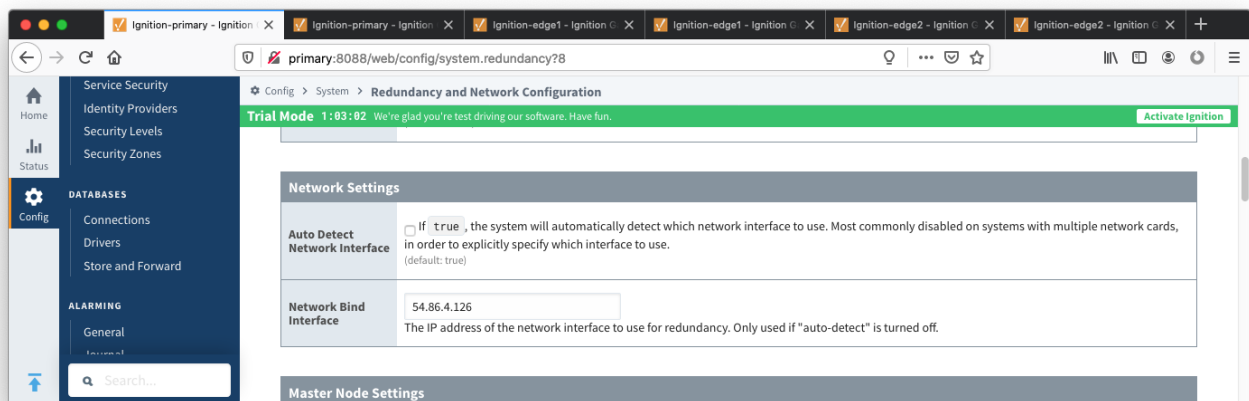 Ignition-primary - Ignition
Ignition-primary - Ignition
Ignition-edge1 - Ignition G
Ignition-edge1 - Ignition G
Ignition-edge2 - Ignition G
Ignition-edge2 - Ignition G
primary:8088/web/config/system.redundancy?8
Home
Status
Config
Service Security
Identity Providers
Security Levels
Security Zones
DATABASES
Connections
Drivers
Store and Forward
ALARMING
General
Journal
Search...
Config > System > Redundancy and Network Configuration
Trial Mode 1:03:02 We're glad you're test driving our software. Have fun.
Activate Ignition
Network Settings
Auto Detect
Network Interface
If true , the system will automatically detect which network interface to use. Most commonly disabled on systems with multiple network cards,
in order to explicitly specify which interface to use.
(default: true)
Network Bind
Interface
54.86.4.126
The IP address of the network interface to use for redundancy. Only used if "auto-detect" is turned off.
Master Node Settings